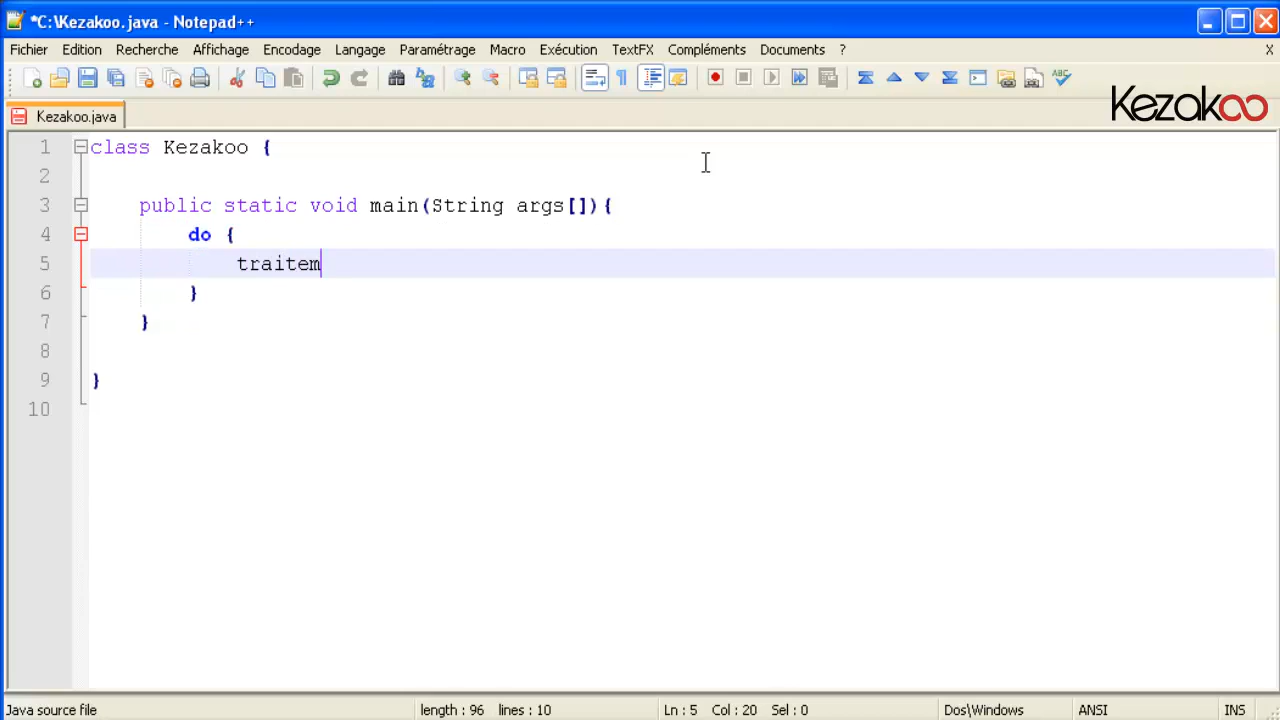 *C:\Kezakoo.java - Notepad++
Fichier Edition Recherche Affichage Encodage Langage Paramétrage Macro Exécution TextFX Compléments Documents ? X
Kezakoo
Kezakoo.java
1 class Kezakoo {
2
3 public static void main(String args[]){
4 do {
5 traitem
6 }
7 }
8
9 }
10
Java source file length : 96 lines : 10 Ln : 5 Col : 20 Sel : 0 Dos\Windows ANSI INS